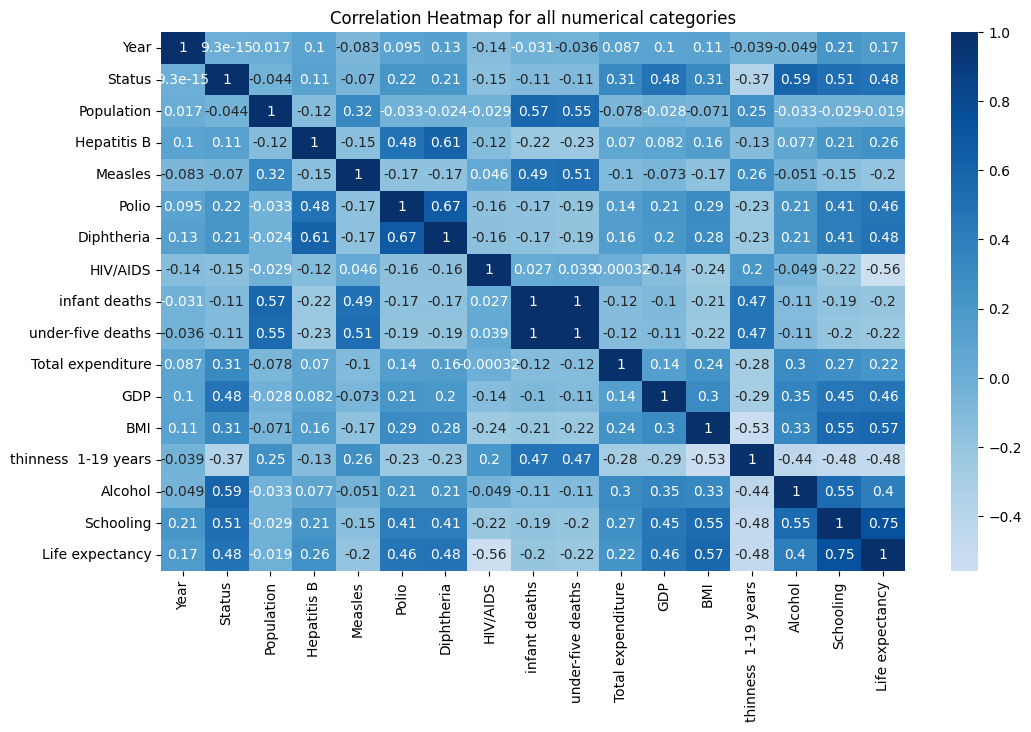 Correlation Heatmap for all numerical categories
Year 1 9.3e-15 0.017 0.1 -0.083 0.095 0.13 -0.14 -0.031 -0.036 0.087 0.1 0.11 -0.039 -0.049 0.21 0.17
Status 9.3e-15 1 -0.044 0.11 -0.07 0.22 0.21 -0.15 -0.11 -0.11 0.31 0.48 0.31 -0.37 0.59 0.51 0.48
Population 0.017 -0.044 1 -0.12 0.32 -0.033 -0.024 -0.029 0.57 0.55 -0.078 -0.028 -0.071 0.25 -0.033 -0.029 -0.019
Hepatitis B 0.1 0.11 -0.12 1 -0.15 0.48 0.61 -0.12 -0.22 -0.23 0.07 0.082 0.16 -0.13 0.077 0.21 0.26
Measles -0.083 -0.07 0.32 -0.15 1 -0.17 -0.17 0.046 0.49 0.51 -0.1 -0.073 -0.17 0.26 -0.051 -0.15 -0.2
Polio 0.095 0.22 -0.033 0.48 -0.17 1 0.67 -0.16 -0.17 -0.19 0.14 0.21 0.29 -0.23 0.21 0.41 0.46
Diphtheria 0.13 0.21 -0.024 0.61 -0.17 0.67 1 -0.16 -0.17 -0.19 0.16 0.2 0.28 -0.23 0.21 0.41 0.48
HIV/AIDS -0.14 -0.15 -0.029 -0.12 0.046 -0.16 -0.16 1 0.027 0.039 -0.00032 -0.14 -0.24 0.2 -0.049 -0.22 -0.56
infant deaths -0.031 -0.11 0.57 -0.22 0.49 -0.17 -0.17 0.027 1 1 -0.12 -0.1 -0.21 0.47 -0.11 -0.19 -0.2
under-five deaths -0.036 -0.11 0.55 -0.23 0.51 -0.19 -0.19 0.039 1 1 -0.12 -0.11 -0.22 0.47 -0.11 -0.2 -0.22
Total expenditure 0.087 0.31 -0.078 0.07 -0.1 0.14 0.16 -0.00032 -0.12 -0.12 1 0.14 0.24 -0.28 0.3 0.27 0.22
GDP 0.1 0.48 -0.028 0.082 -0.073 0.21 0.2 -0.14 -0.1 -0.11 0.14 1 0.3 -0.29 0.35 0.45 0.46
BMI 0.11 0.31 -0.071 0.16 -0.17 0.29 0.28 -0.24 -0.21 -0.22 0.24 0.3 1 -0.53 0.33 0.55 0.57
thinness  1-19 years -0.039 -0.37 0.25 -0.13 0.26 -0.23 -0.23 0.2 0.47 0.47 -0.28 -0.29 -0.53 1 -0.44 -0.48 -0.48
Alcohol -0.049 0.59 -0.033 0.077 -0.051 0.21 0.21 -0.049 -0.11 -0.11 0.3 0.35 0.33 -0.44 1 0.55 0.4
Schooling 0.21 0.51 -0.029 0.21 -0.15 0.41 0.41 -0.22 -0.19 -0.2 0.27 0.45 0.55 -0.48 0.55 1 0.75
Life expectancy 0.17 0.48 -0.019 0.26 -0.2 0.46 0.48 -0.56 -0.2 -0.22 0.22 0.46 0.57 -0.48 0.4 0.75 1
Year
Status
Population
Hepatitis B
Measles
Polio
Diphtheria
HIV/AIDS
infant deaths
under-five deaths
Total expenditure
GDP
BMI
thinness  1-19 years
Alcohol
Schooling
Life expectancy
1.0
0.8
0.6
0.4
0.2
0.0
−0.2
−0.4